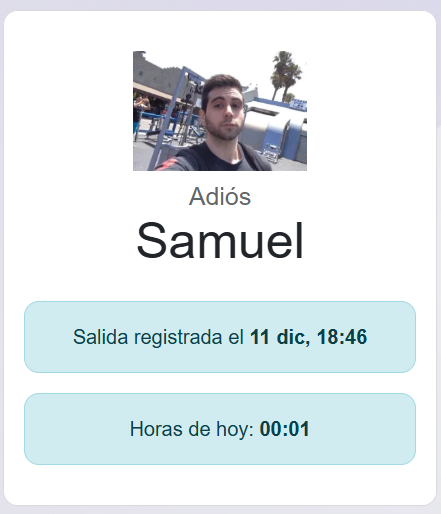 Adiós
Samuel
Salida registrada el 11 dic, 18:46
Horas de hoy: 00:01